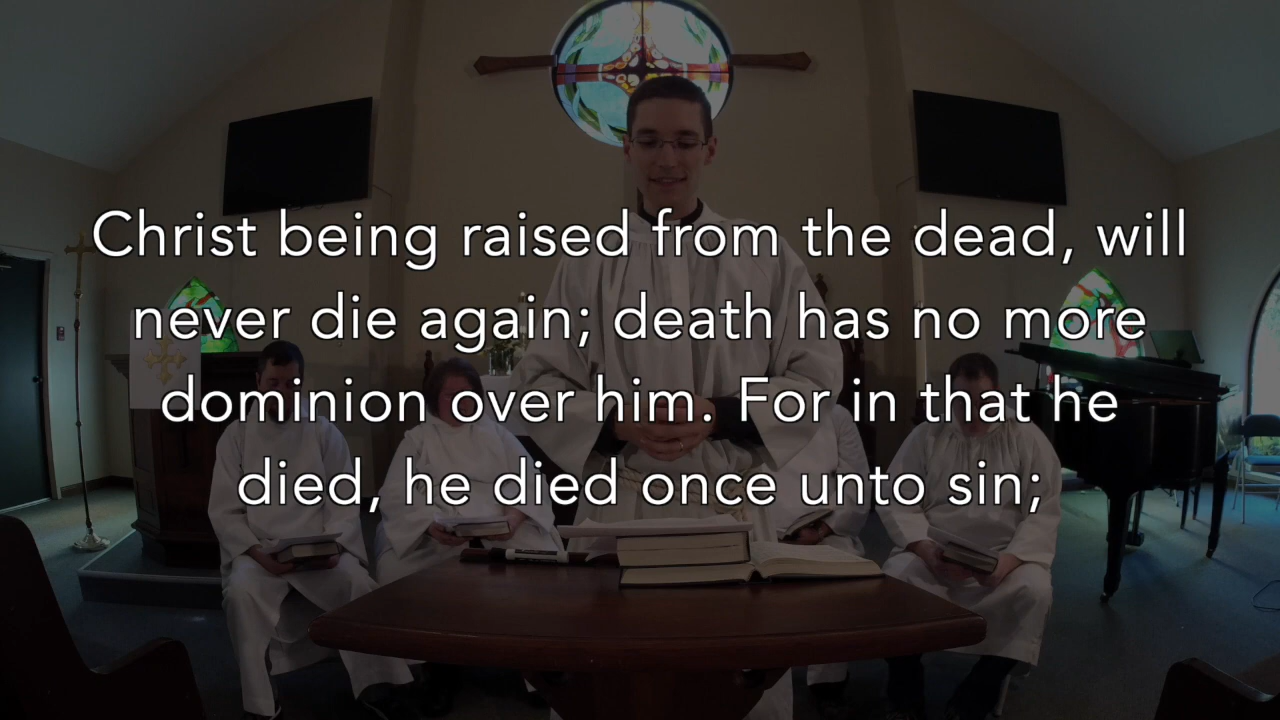 Christ being raised from the dead, will
never die again; death has no more
dominion over him. For in that he
died, he died once unto sin;